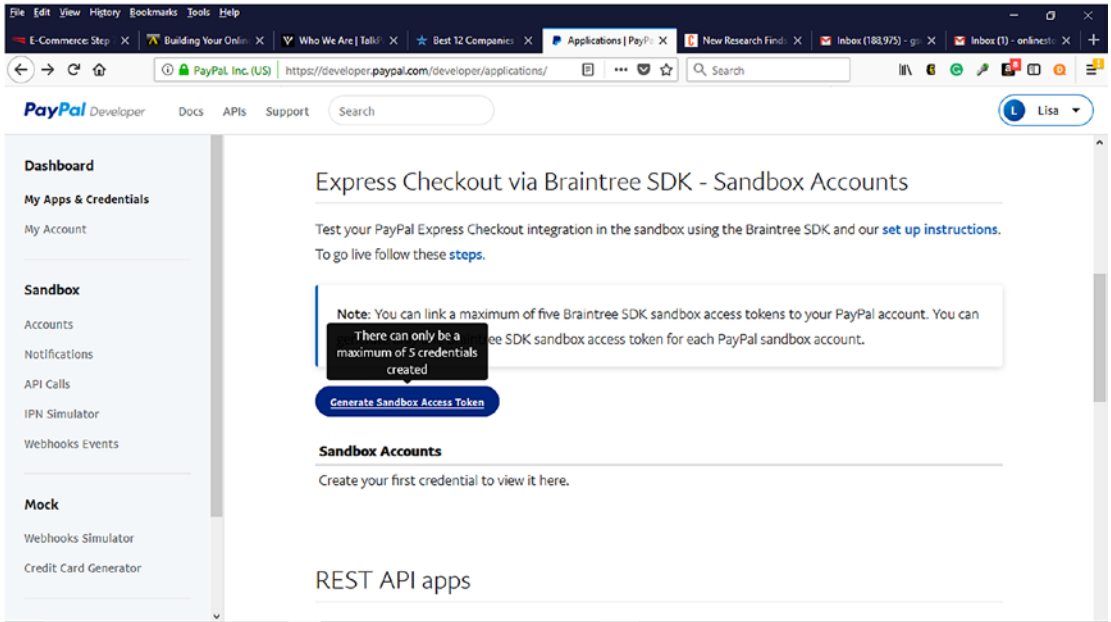 File Edit View History Bookmarks Tools Help
E-Commerce: Step
Building Your Onlin
Who We Are | Talk
Best 12 Companies
Applications | PayPa
New Research Finds
Inbox (188,975) - gs
Inbox (1) - onlinesto
PayPal, Inc. (US) https://developer.paypal.com/developer/applications/ Search
PayPal Developer Docs APIs Support Search L Lisa
Dashboard
My Apps & Credentials
My Account
Sandbox
Accounts
Notifications
API Calls
IPN Simulator
Webhooks Events
Mock
Webhooks Simulator
Credit Card Generator
Express Checkout via Braintree SDK - Sandbox Accounts
Test your PayPal Express Checkout integration in the sandbox using the Braintree SDK and our set up instructions.
To go live follow these steps.
Note: You can link a maximum of five Braintree SDK sandbox access tokens to your PayPal account. You can
ee SDK sandbox access token for each PayPal sandbox account.
There can only be a
maximum of 5 credentials
created
Generate Sandbox Access Token
Sandbox Accounts
Create your first credential to view it here.
REST API apps